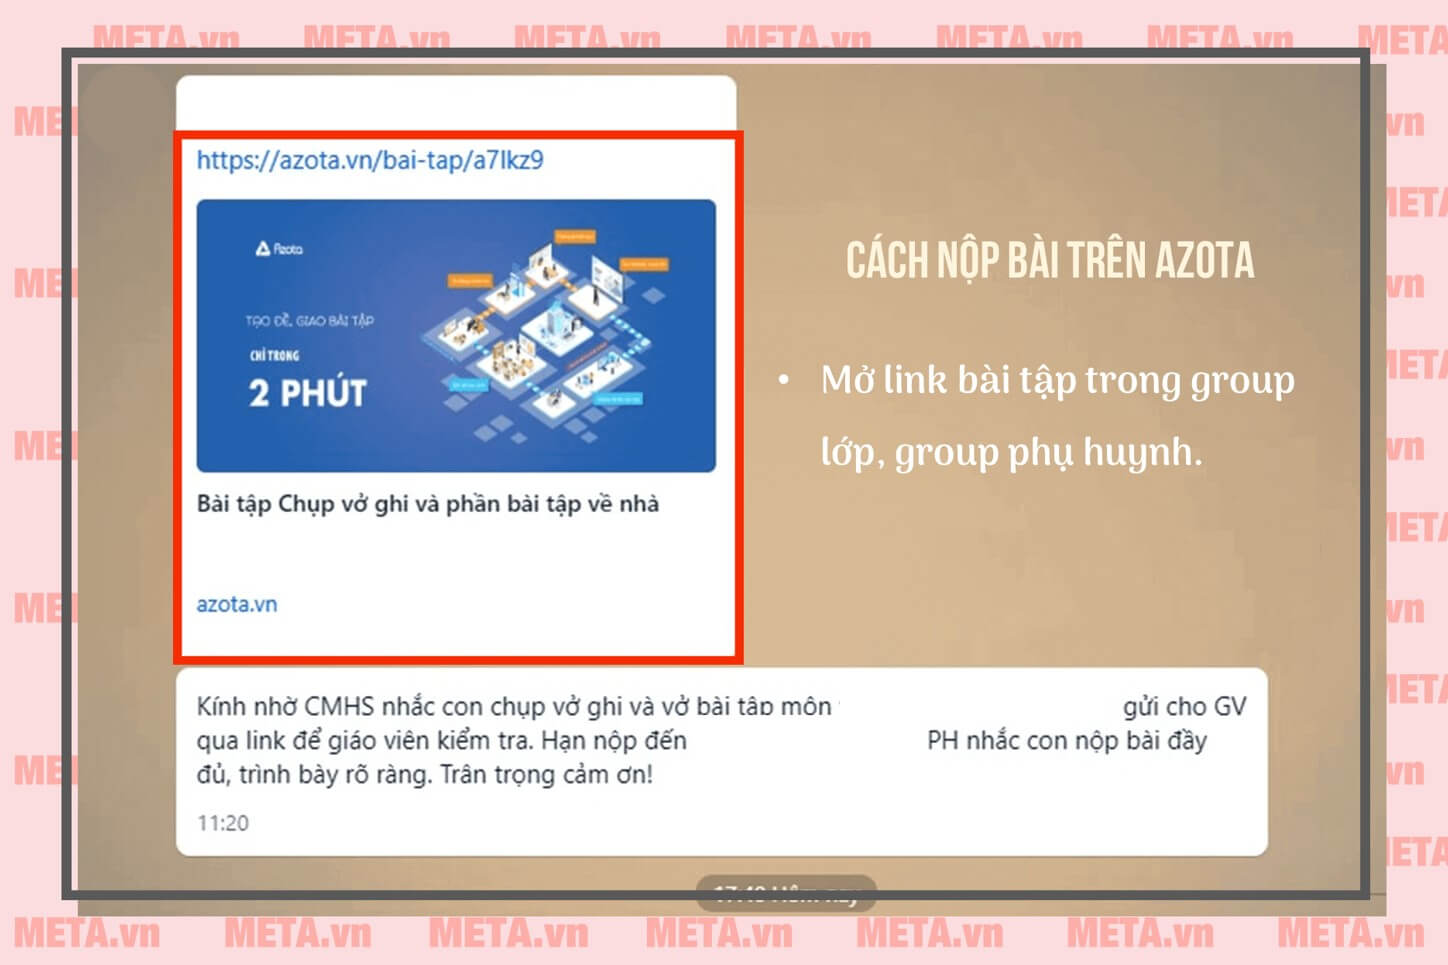 META.vn META.vn META.vn META.vn META.vn META.vn META
https://azota.vn/bai-tap/a7lkz9
Azota
TẠO ĐỀ, GIAO BÀI TẬP
CHỈ TRONG
2 PHÚT
Bài tập Chụp vở ghi và phần bài tập về nhà
azota.vn
CÁCH NỘP BÀI TRÊN AZOTA
• Mở link bài tập trong group
lớp, group phụ huynh.
Kính nhờ CMHS nhắc con chụp vở ghi và vở bài tập môn gửi cho GV
qua link để giáo viên kiểm tra. Hạn nộp đến PH nhắc con nộp bài đầy
đủ, trình bày rõ ràng. Trân trọng cảm ơn!
11:20
17:49 Hôm nay
META.vn META.vn META.vn META.vn META.vn META.vn META.vn